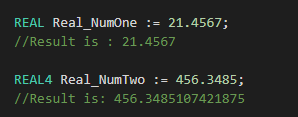 REAL Real_NumOne := 21.4567;
//Result is : 21.4567
REAL4 Real_NumTwo := 456.3485;
//Result is: 456.3485107421875